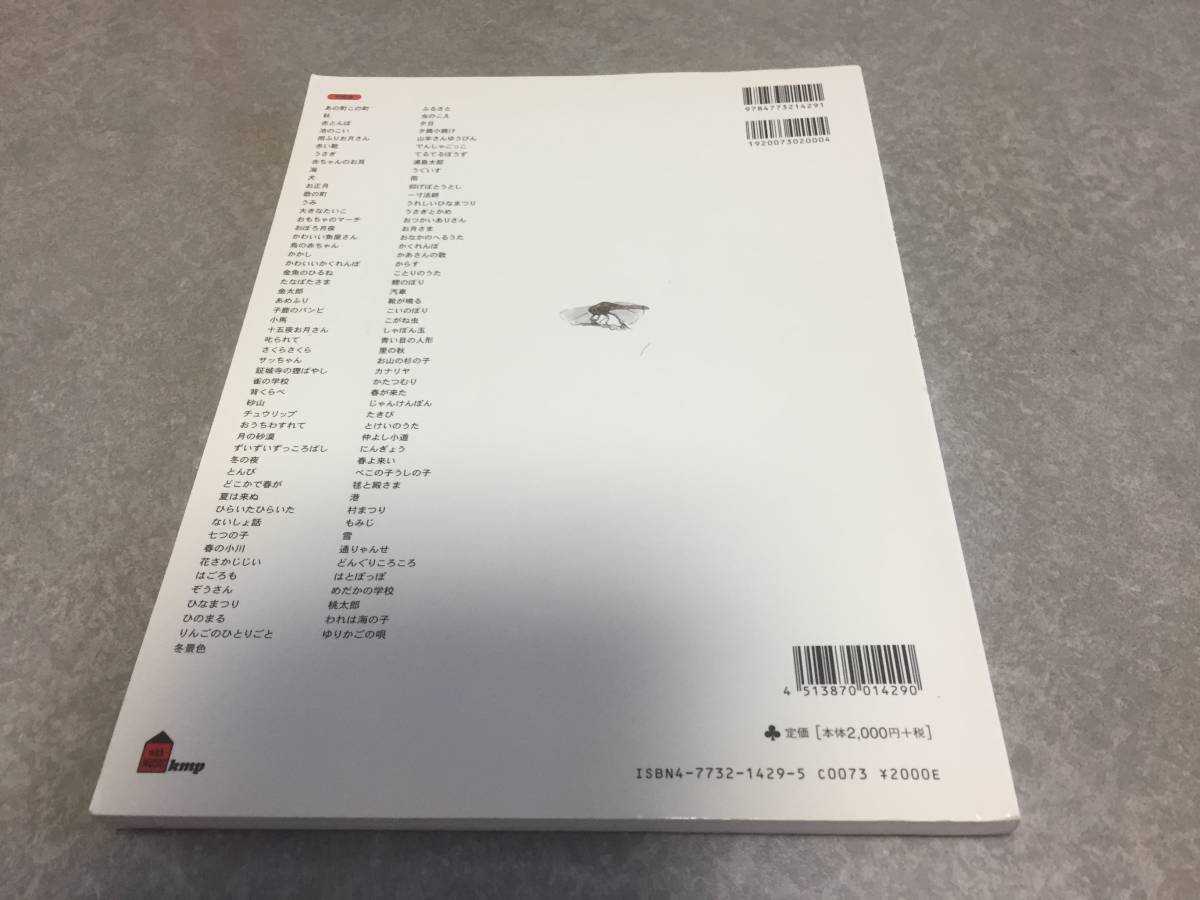 あの町この町
秋
赤とんぼ
池のこい
雨ふりお月さん
赤い靴
うさぎ
赤ちゃんのお耳
海
犬
お正月
歌の町
うみ
大きなたいこ
おもちゃのマーチ
おぼろ月夜
かわいい魚屋さん
烏の赤ちゃん
かかし
かわいいかくれんぼ
金魚のひるね
たなばたさま
金太郎
あめふり
子鹿のバンビ
小馬
十五夜お月さん
叱られて
さくらさくら
サッちゃん
証城寺の狸ばやし
雀の学校
背くらべ
砂山
チュウリップ
おうちわすれて
月の砂漠
ずいずいずっころばし
冬の夜
とんび
どこかで春が
夏は来ぬ
ひらいたひらいた
ないしょ話
七つの子
春の小川
花さかじじい
はごろも
ぞうさん
ひなまつり
ひのまる
りんごのひとりごと
冬景色
ふるさと
虫のこえ
夕日
夕焼小焼け
山羊さんゆうびん
でんしゃごっこ
てるてるぼうず
浦島太郎
うぐいす
雨
仰げばとうとし
一寸法師
うれしいひなまつり
うさぎとかめ
おつかいありさん
お月さま
おなかのへるうた
かくれんぼ
かあさんの歌
からす
ことりのうた
鯉のぼり
汽車
靴が鳴る
こいのぼり
こがね虫
しゃぼん玉
青い目の人形
里の秋
お山の杉の子
カナリヤ
かたつむり
春が来た
じゃんけんぽん
たきび
とけいのうた
仲よし小道
にんぎょう
春よ来い
べこの子うしの子
毬と殿さま
港
村まつり
もみじ
雪
通りゃんせ
どんぐりころころ
はとぽっぽ
めだかの学校
桃太郎
われは海の子
ゆりかごの唄
9784773214291
1920073020004
4 513870 014290
♣ 定価 [本体2,000円+税]
ISBN4-7732-1429-5 C0073 ¥2000E
MUSIC
kmp